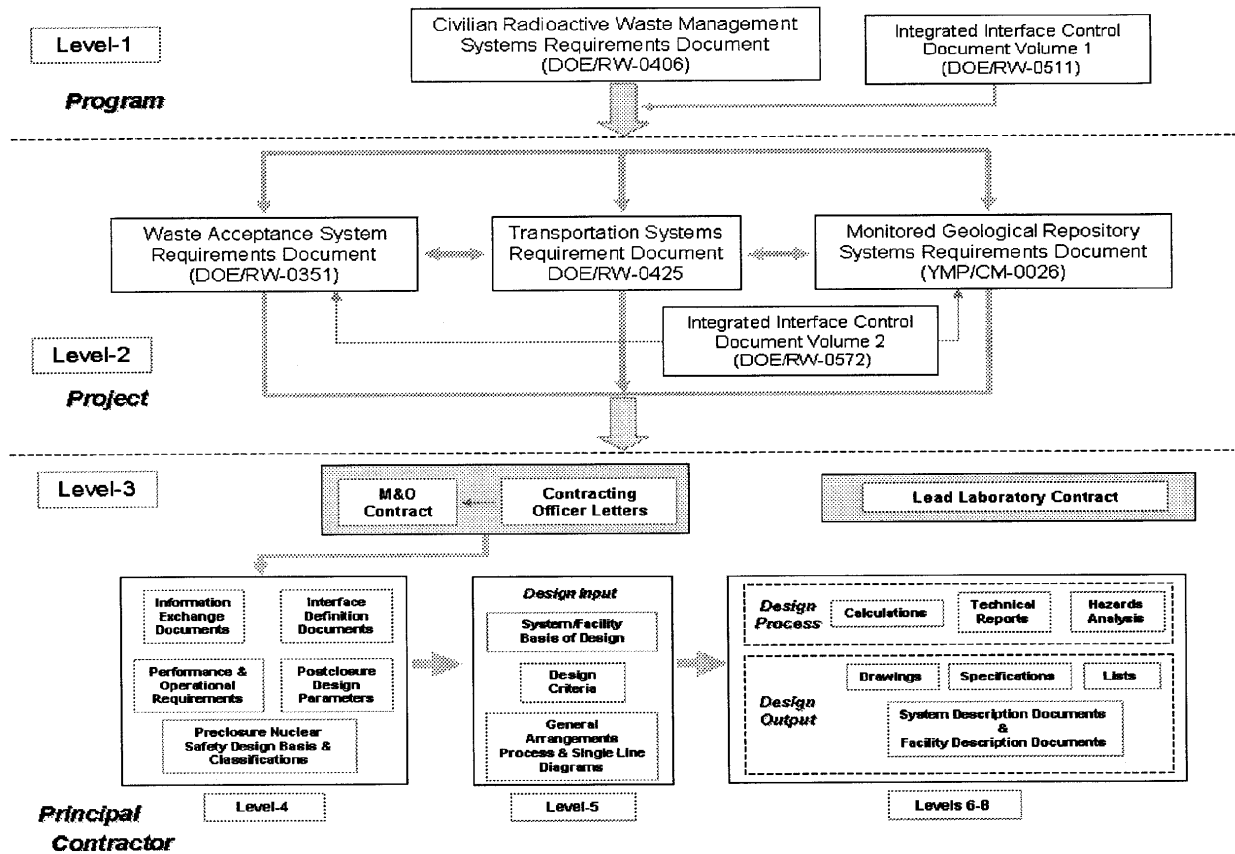 Level-1
Program
Civilian Radioactive Waste Management
Systems Requirements Document
(DOE/RW-0406)
Integrated Interface Control
Document Volume 1
(DOE/RW-0511)
Waste Acceptance System
Requirements Document
(DOE/RW-0351)
Transportation Systems
Requirement Document
DOE/RW-0425
Monitored Geological Repository
Systems Requirements Document
(YMP/CM-0026)
Integrated Interface Control
Document Volume 2
(DOE/RW-0572)
Level-2
Project
Level-3
M&O
Contract
Contracting
Officer Letters
Lead Laboratory Contract
Information
Exchange
Documents
Interface
Definition
Documents
Performance &
Operational
Requirements
Postclosure
Design
Parameters
Preclosure Nuclear
Safety Design Basis &
Classifications
Level-4
Design Input
System/Facility
Basis of Design
Design
Criteria
General
Arrangements
Process & Single Line
Diagrams
Level-5
Design
Process
Calculations
Technical
Reports
Hazards
Analysis
Design
Output
Drawings
Specifications
Lists
System Description Documents
&
Facility Description Documents
Levels 6-8
Principal
Contractor